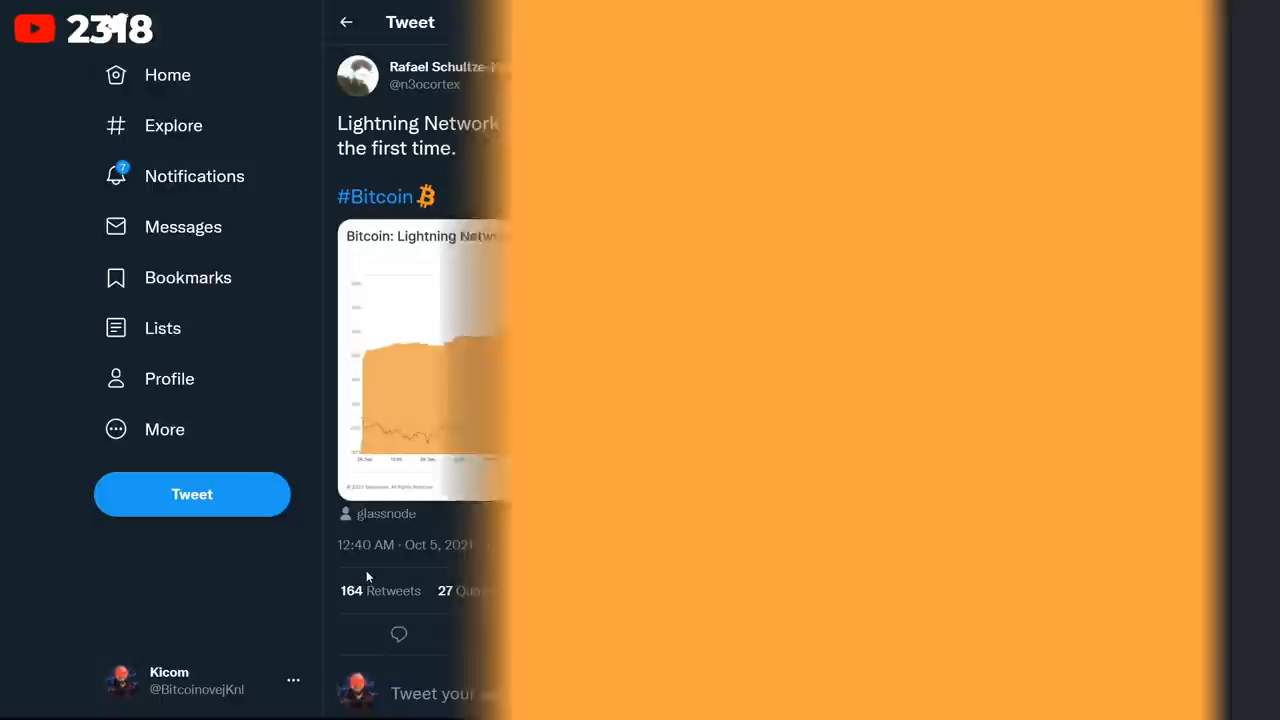 2318
Home
Explore
Notifications
7
Messages
Bookmarks
Lists
Profile
More
Tweet
Kicom
@BitcoinovejKnl
Tweet
Rafael Schultze-
@n3ocortex
Lightning Network
the first time.
#Bitcoin
Bitcoin: Lightning
glassnode
12:40 AM · Oct 5, 2021
164 Retweets 27
Tweet your